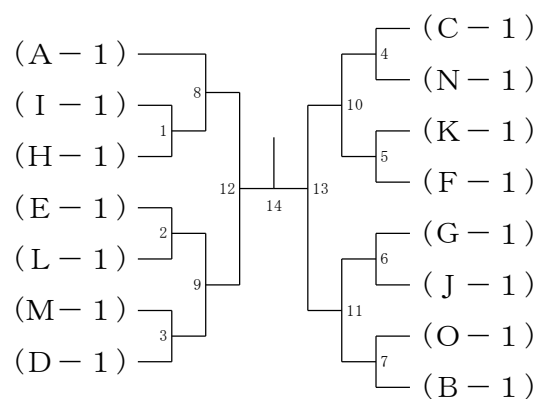 (A－1)
(I－1)
(H－1)
(E－1)
(L－1)
(M－1)
(D－1)
1
2
3
8
9
12
14
13
10
11
4
5
6
7
(C－1)
(N－1)
(K－1)
(F－1)
(G－1)
(J－1)
(O－1)
(B－1)